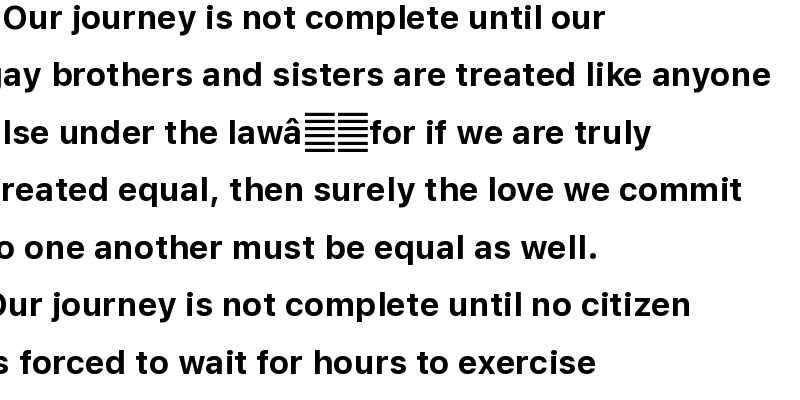 Our journey is not complete until our
gay brothers and sisters are treated like anyone
lse under the lawâ for if we are truly
reated equal, then surely the love we commit
o one another must be equal as well.
Our journey is not complete until no citizen
s forced to wait for hours to exercise